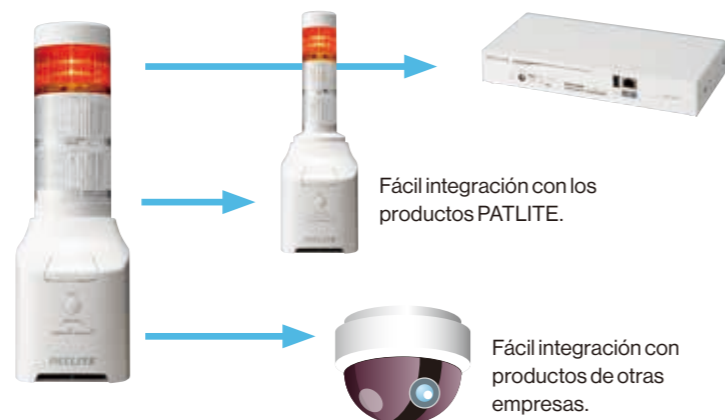 Fácil integración con los
productos PATLITE.
PATLITE
Fácil integración con
productos de otras
empresas.